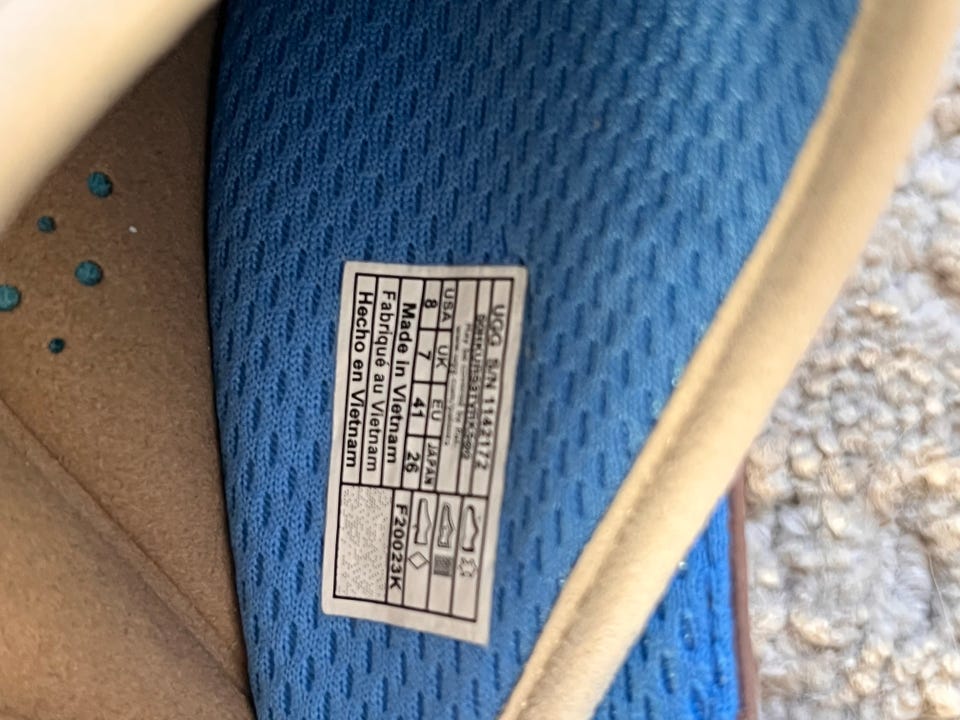 UGG S/N 1142172
USA UK EU JAPAN
8 7 41 26
Made in Vietnam
Fabriqué au Vietnam
Hecho en Vietnam
F20023K